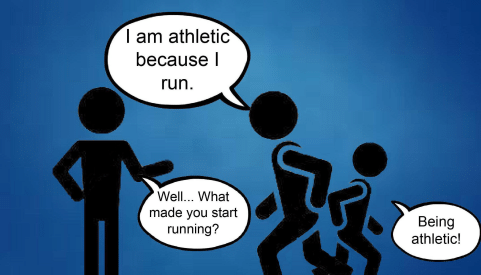 I am athletic
because I
run.
Well... What
made you start
running?
Being
athletic!